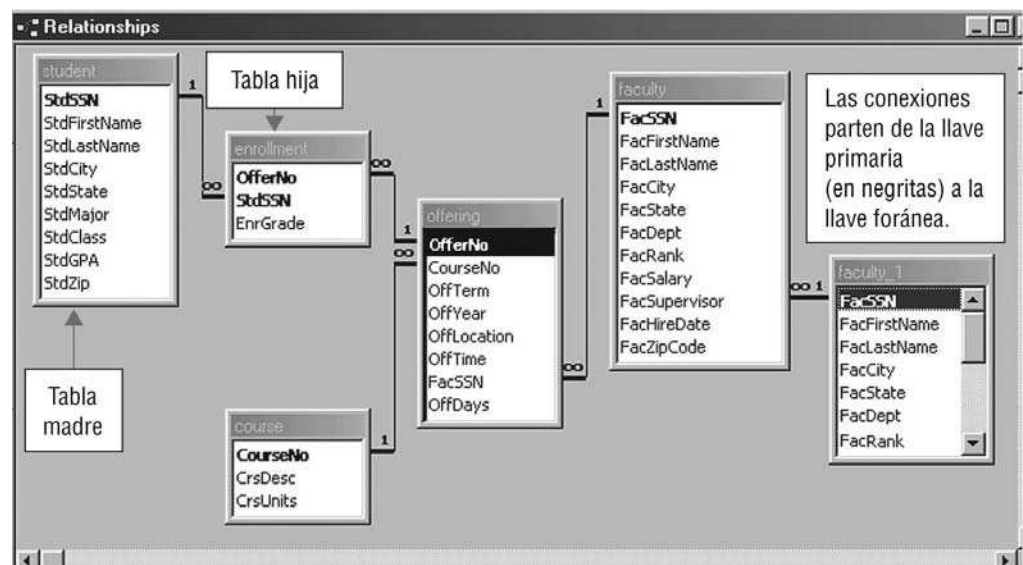 Relationships
student
StdSSN
StdFirstName
StdLastName
StdCity
StdState
StdMajor
StdClass
StdGPA
StdZip
Tabla
madre
1
∞
Tabla hija
enrollment
OfferNo
StdSSN
EnrGrade
∞
1
course
CourseNo
CrsDesc
CrsUnits
1
∞
offering
OfferNo
CourseNo
OffTerm
OffYear
OffLocation
OffTime
FacSSN
OffDays
∞
1
faculty
FacSSN
FacFirstName
FacLastName
FacCity
FacState
FacDept
FacRank
FacSalary
FacSupervisor
FacHireDate
FacZipCode
∞ 1
Las conexiones
parten de la llave
primaria
(en negritas) a la
llave foránea.
faculty_1
FacSSN
FacFirstName
FacLastName
FacCity
FacState
FacDept
FacRank